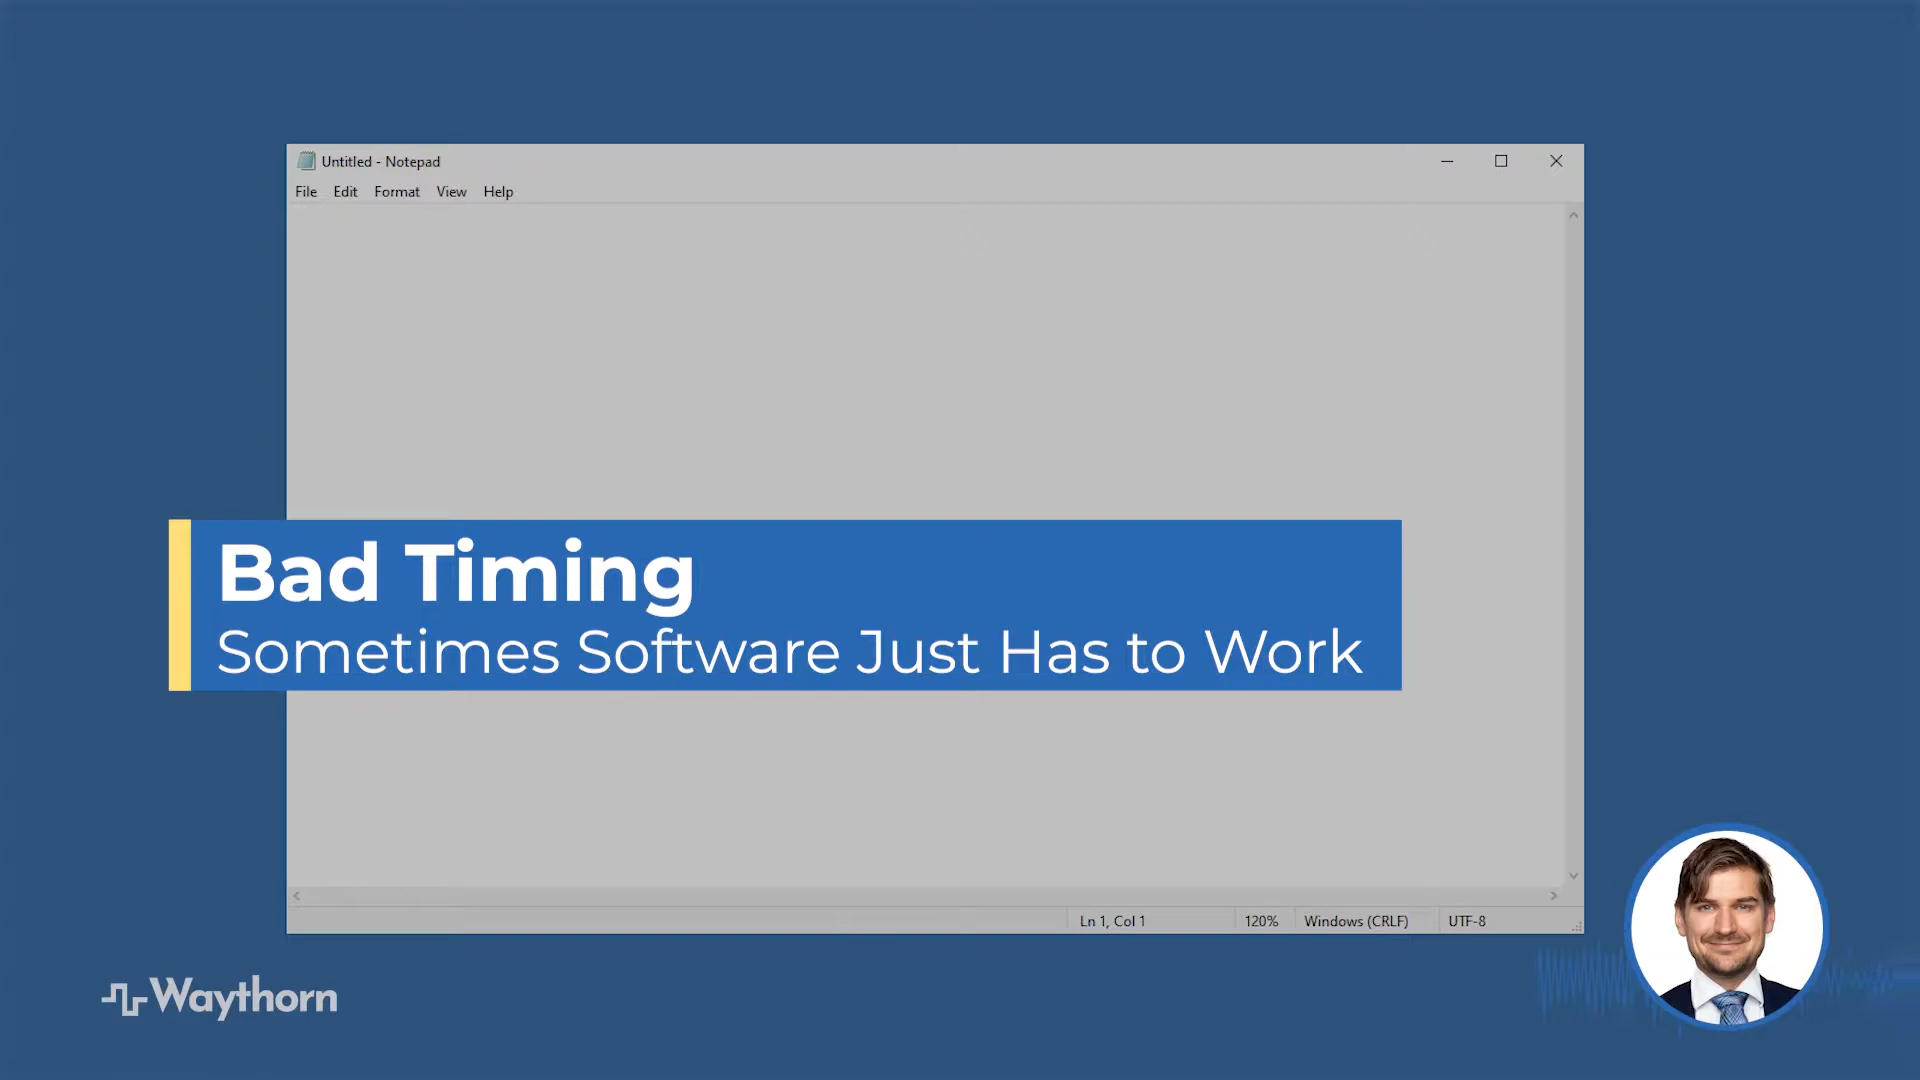 Untitled - Notepad
File Edit Format View Help
Bad Timing
Sometimes Software Just Has to Work
Ln 1, Col 1 120% Windows (CRLF) UTF-8
Waythorn